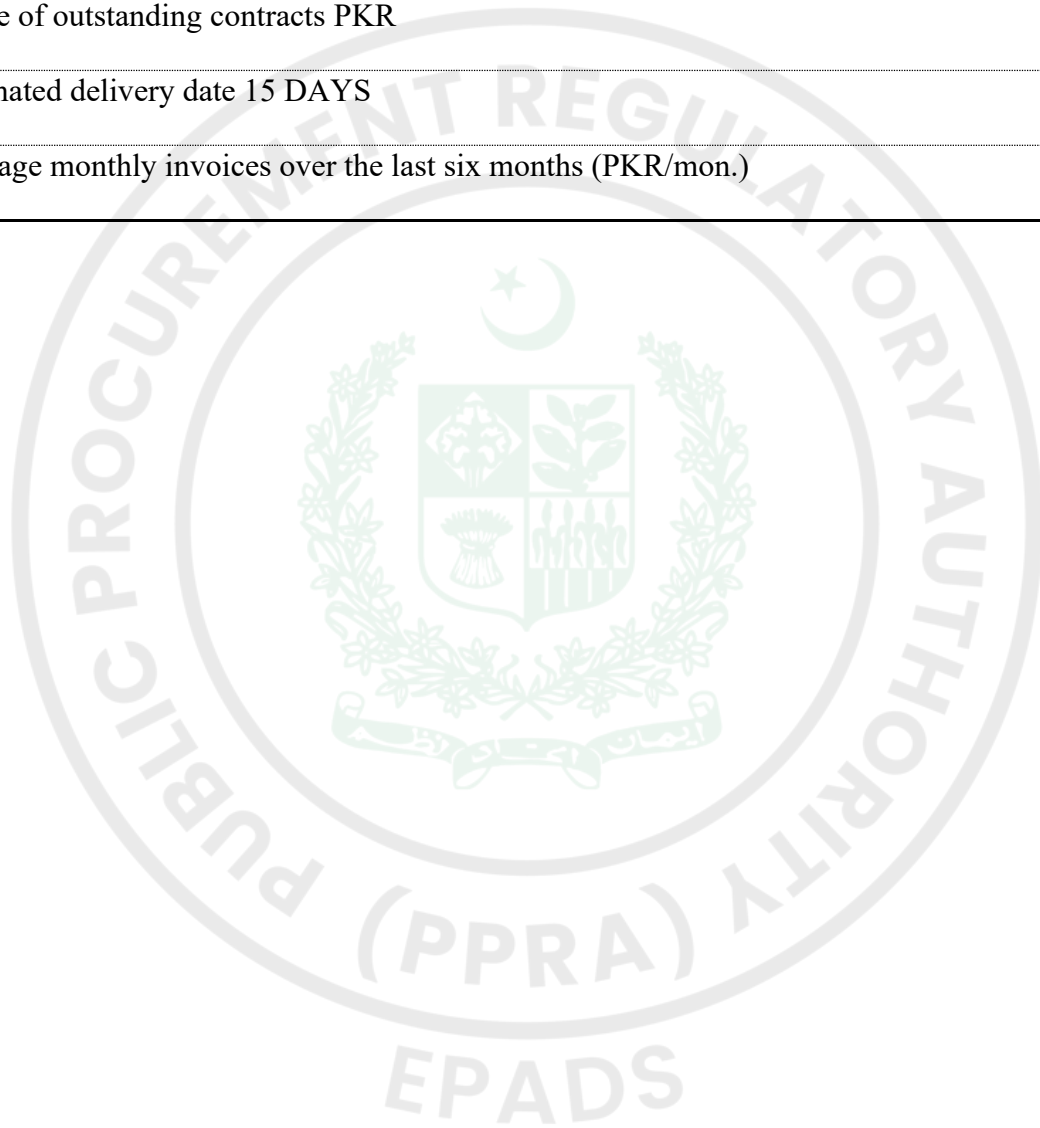 e of outstanding contracts PKR
nated delivery date 15 DAYS
age monthly invoices over the last six months (PKR/mon.)
PUBLIC PROCUREMENT REGULATORY AUTHORITY
(PPRA)
EPADS